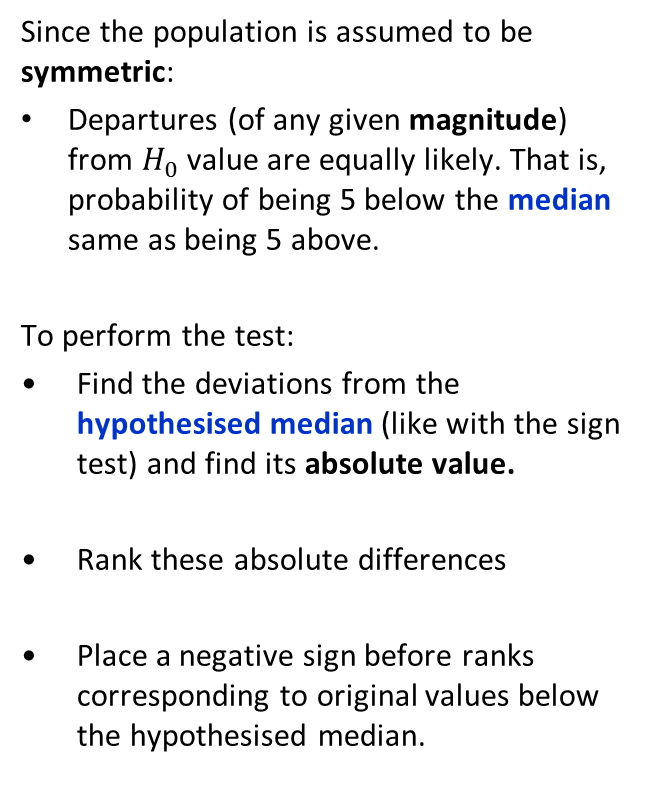 Since the population is assumed to be
symmetric:
• Departures (of any given magnitude)
from H₀ value are equally likely. That is,
probability of being 5 below the median
same as being 5 above.
To perform the test:
• Find the deviations from the
hypothesised median (like with the sign
test) and find its absolute value.
• Rank these absolute differences
• Place a negative sign before ranks
corresponding to original values below
the hypothesised median.